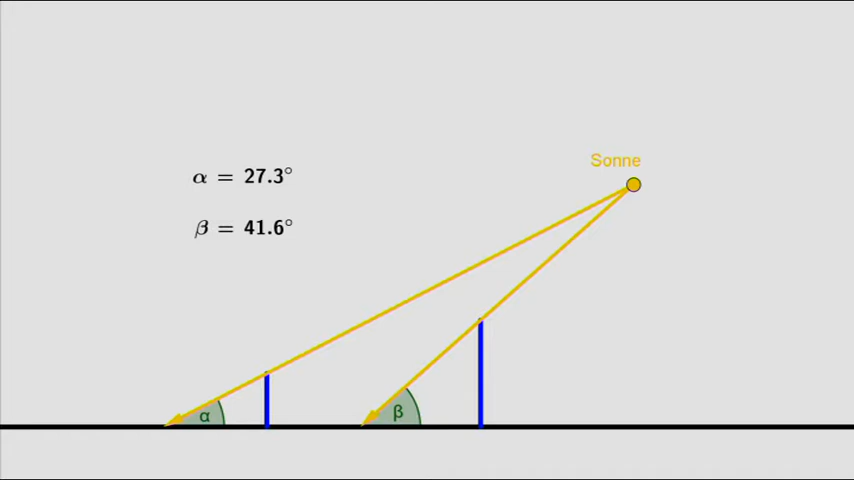 Sonne
α = 27.3°
β = 41.6°
α
β